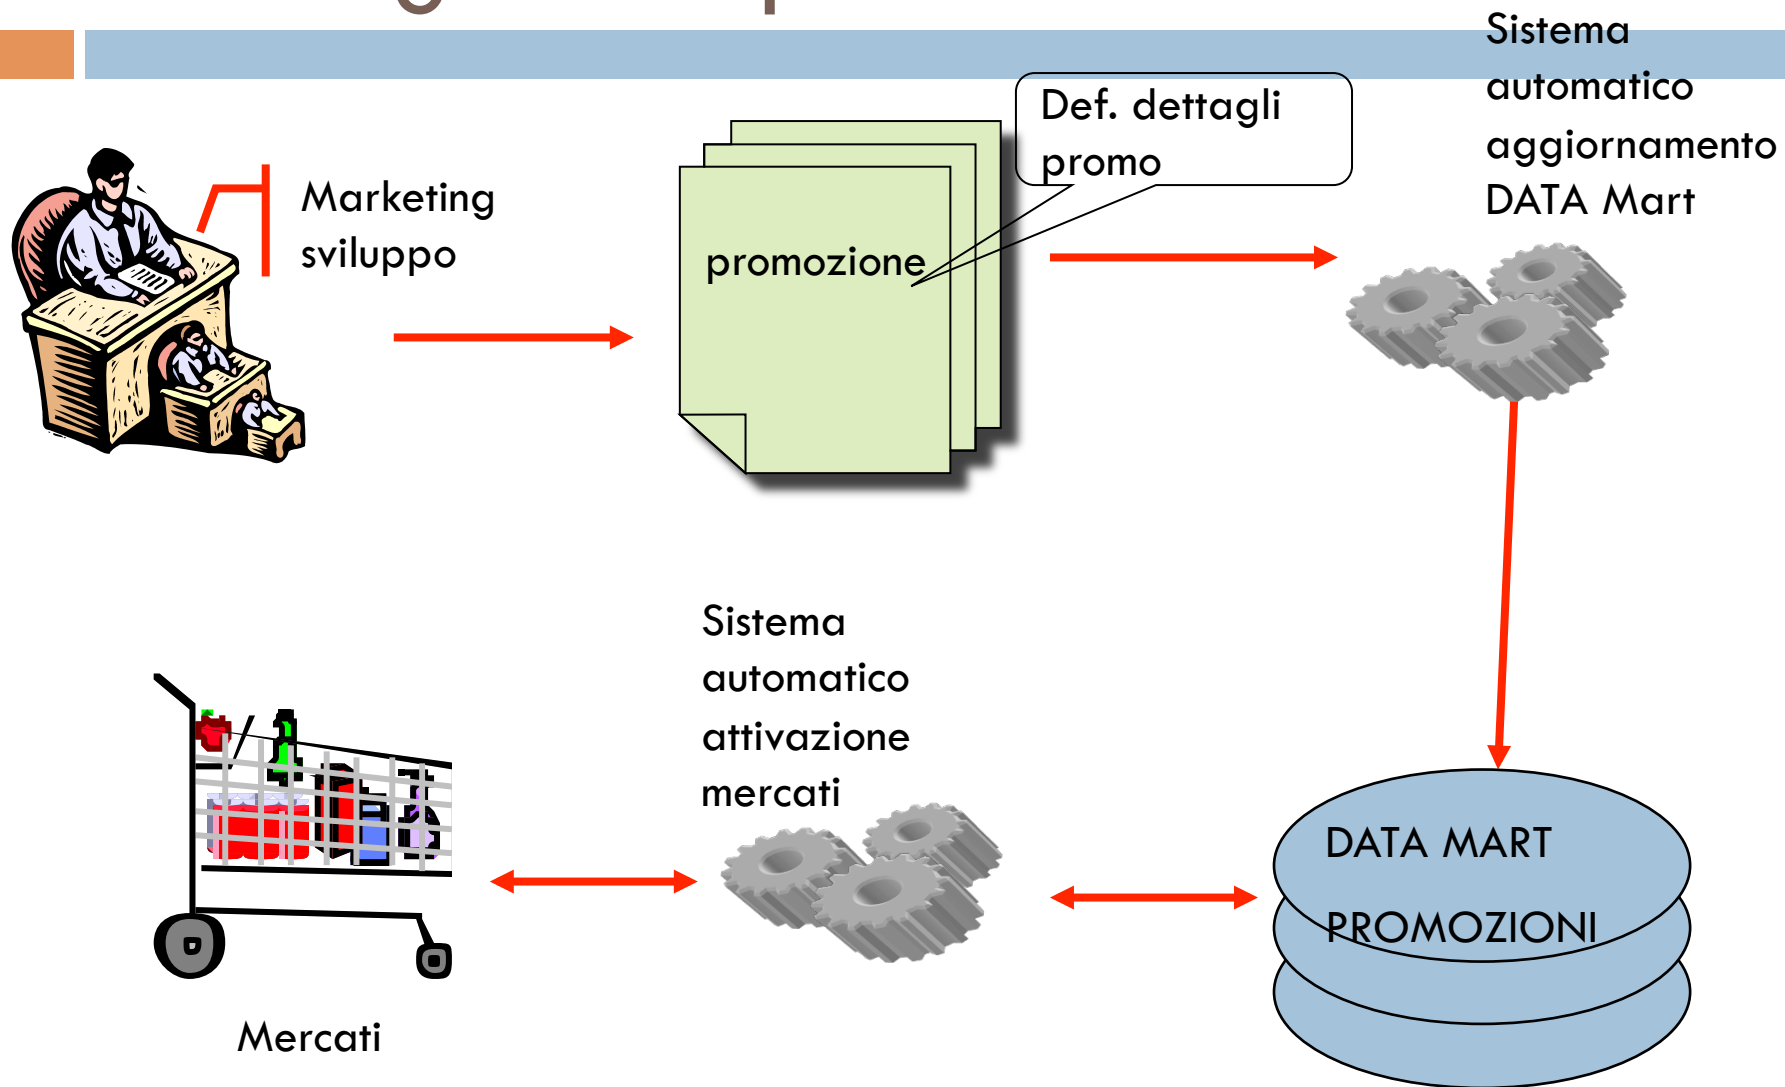 Sistema
automatico
aggiornamento
DATA Mart
Def. dettagli
promo
Marketing
sviluppo
promozione
Sistema
automatico
attivazione
mercati
DATA MART
PROMOZIONI
Mercati